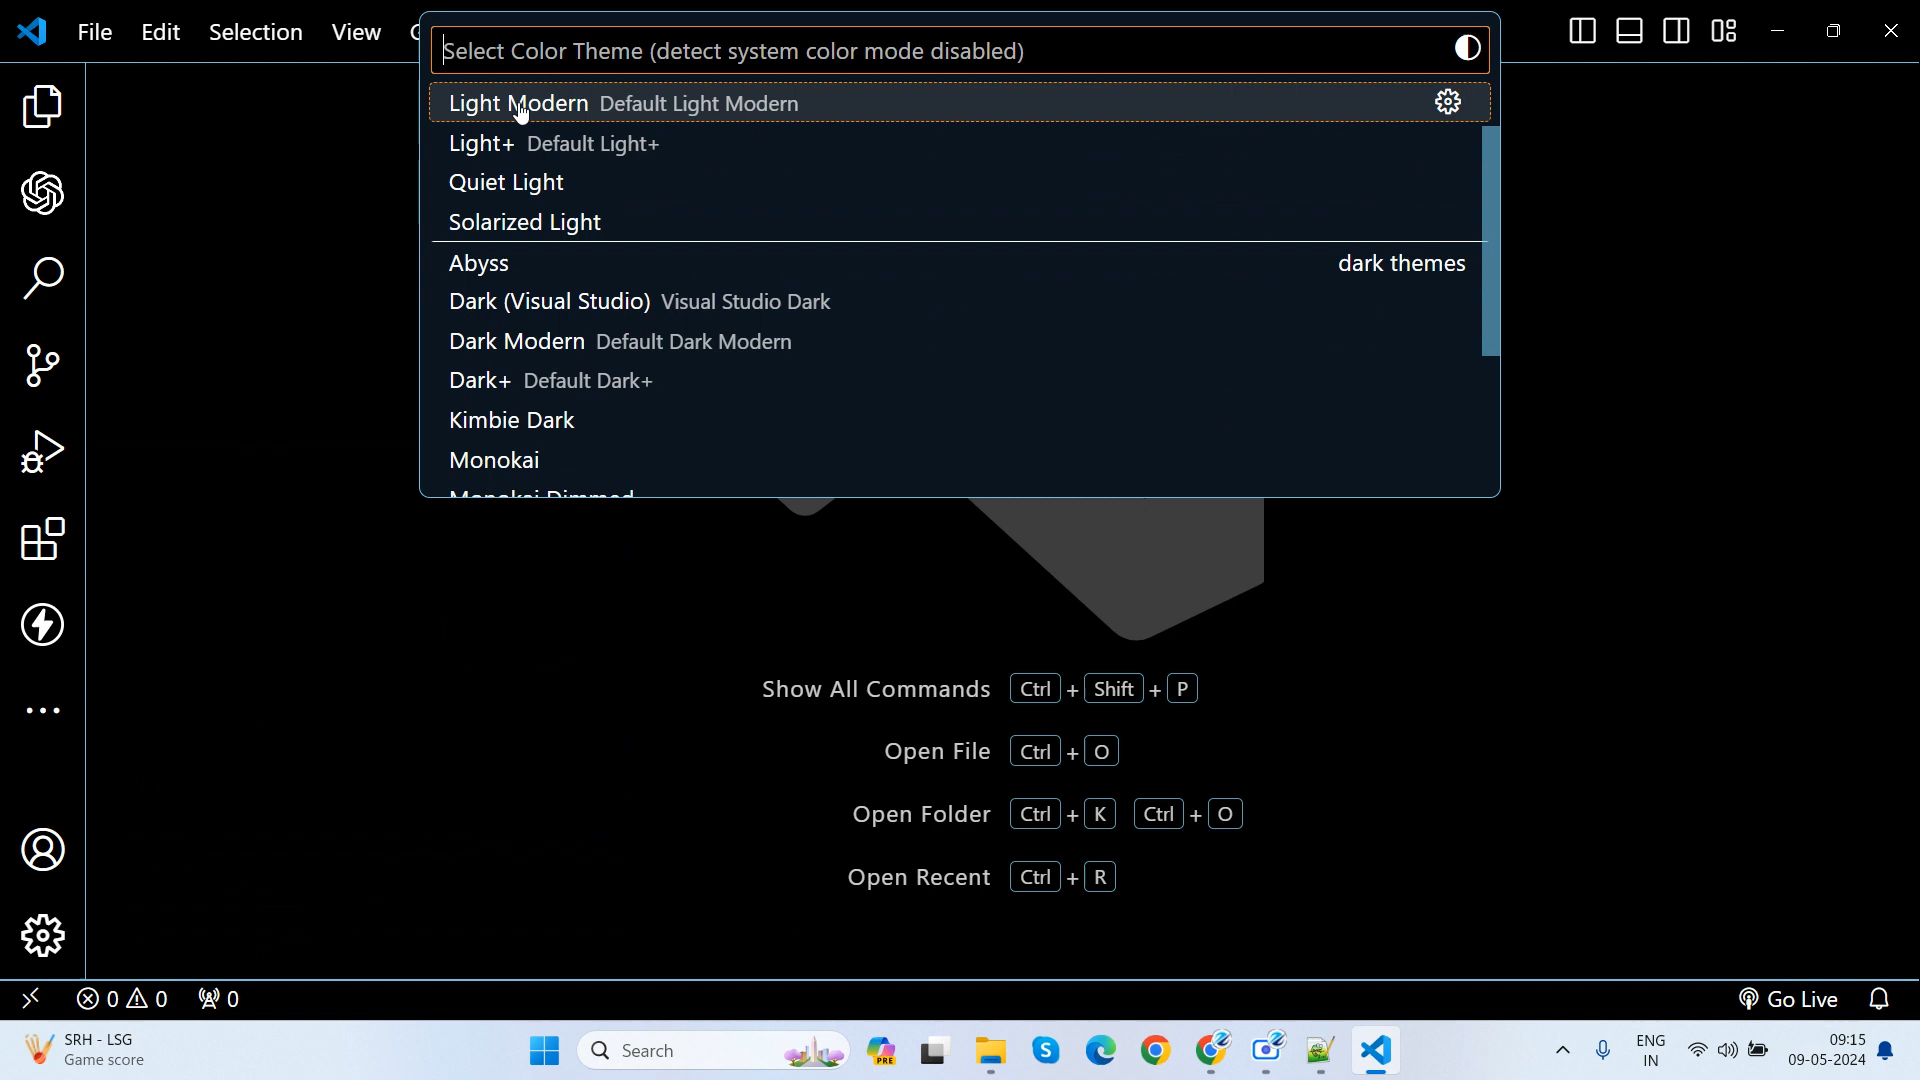 File Edit Selection View
Select Color Theme (detect system color mode disabled)
Light Modern Default Light Modern
Light+ Default Light+
Quiet Light
Solarized Light
Abyss dark themes
Dark (Visual Studio) Visual Studio Dark
Dark Modern Default Dark Modern
Dark+ Default Dark+
Kimbie Dark
Monokai
Monokai Dimmed
Show All Commands Ctrl + Shift + P
Open File Ctrl + O
Open Folder Ctrl + K Ctrl + O
Open Recent Ctrl + R
0 0 0 Go Live
SRH - LSG
Game score
Search
PRE
ENG
IN
09:15
09-05-2024